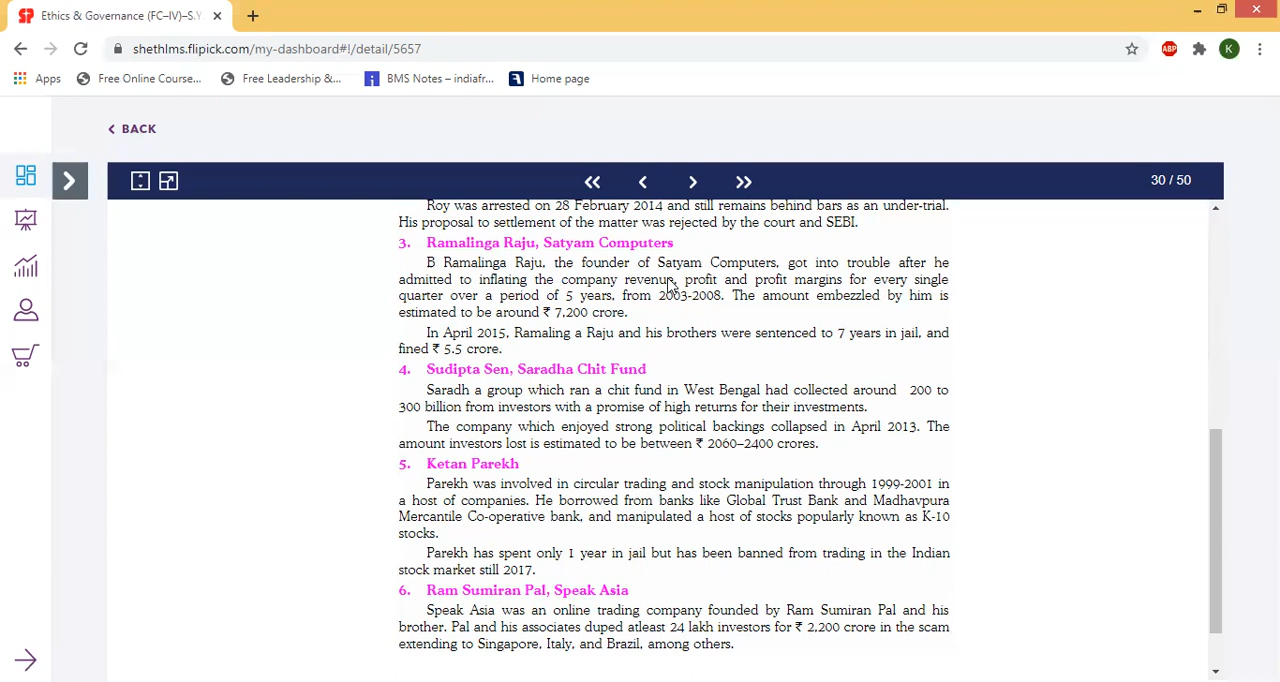 Ethics & Governance (FC–IV)–S.Y.
shethlms.flipick.com/my-dashboard#!/detail/5657
ABP
K
Apps
Free Online Course...
Free Leadership &...
i
BMS Notes – indiafr...
Home page
BACK
30 / 50
Roy was arrested on 28 February 2014 and still remains behind bars as an under-trial.
His proposal to settlement of the matter was rejected by the court and SEBI.
3. Ramalinga Raju, Satyam Computers
B Ramalinga Raju, the founder of Satyam Computers, got into trouble after he
admitted to inflating the company revenue, profit and profit margins for every single
quarter over a period of 5 years, from 2003-2008. The amount embezzled by him is
estimated to be around ₹ 7,200 crore.
In April 2015, Ramaling a Raju and his brothers were sentenced to 7 years in jail, and
fined ₹ 5.5 crore.
4. Sudipta Sen, Saradha Chit Fund
Saradh a group which ran a chit fund in West Bengal had collected around 200 to
300 billion from investors with a promise of high returns for their investments.
The company which enjoyed strong political backings collapsed in April 2013. The
amount investors lost is estimated to be between ₹ 2060–2400 crores.
5. Ketan Parekh
Parekh was involved in circular trading and stock manipulation through 1999-2001 in
a host of companies. He borrowed from banks like Global Trust Bank and Madhavpura
Mercantile Co-operative bank, and manipulated a host of stocks popularly known as K-10
stocks.
Parekh has spent only 1 year in jail but has been banned from trading in the Indian
stock market still 2017.
6. Ram Sumiran Pal, Speak Asia
Speak Asia was an online trading company founded by Ram Sumiran Pal and his
brother. Pal and his associates duped atleast 24 lakh investors for ₹ 2,200 crore in the scam
extending to Singapore, Italy, and Brazil, among others.